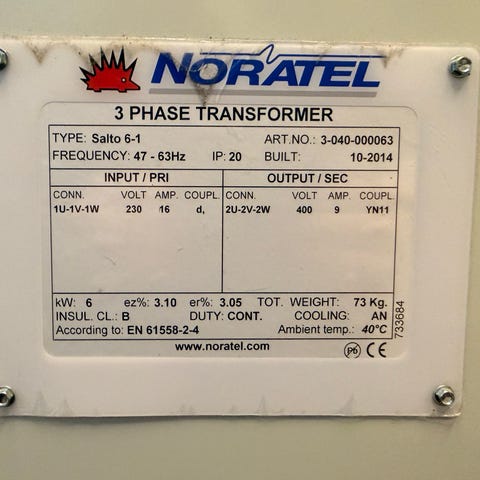 NORATEL
3 PHASE TRANSFORMER
TYPE: Salto 6-1 ART.NO.: 3-040-000063
FREQUENCY: 47 - 63Hz IP: 20 BUILT: 10-2014
INPUT / PRI OUTPUT / SEC
CONN. VOLT AMP. COUPL. CONN. VOLT AMP. COUPL.
1U-1V-1W 230 16 d, 2U-2V-2W 400 9 YN11
kW: 6 ez%: 3.10 er%: 3.05 TOT. WEIGHT: 73 Kg.
INSUL. CL.: B DUTY: CONT. COOLING: AN
According to: EN 61558-2-4 Ambient temp.: 40°C
733684
www.noratel.com Pb CE